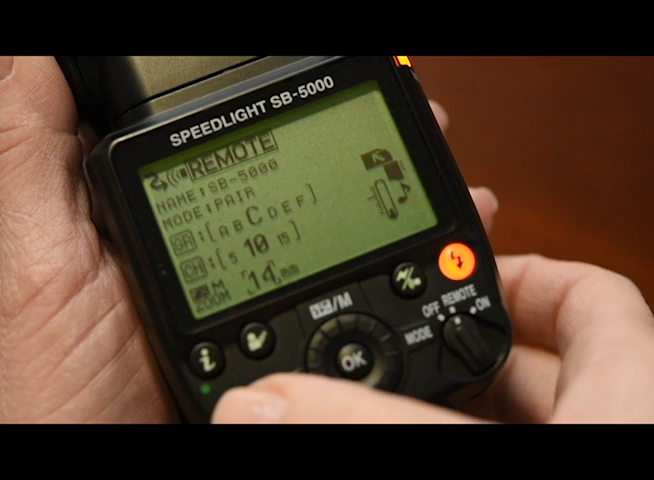 SPEEDLIGHT SB-5000
REMOTE
NAME:SB-5000
MODE:PAIR
GR:[ABCDEF]
CH:[5 10 15]
M
ZOOM 14mm
i
M
OK
MODE
OFF REMOTE ON